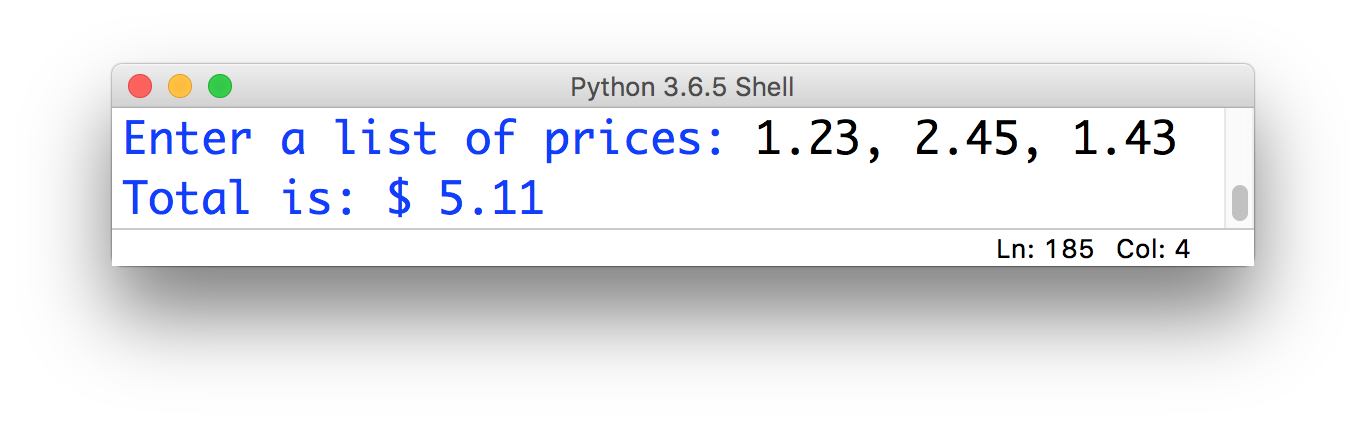 Python 3.6.5 Shell
Enter a list of prices: 1.23, 2.45, 1.43
Total is: $ 5.11
Ln: 185 Col: 4